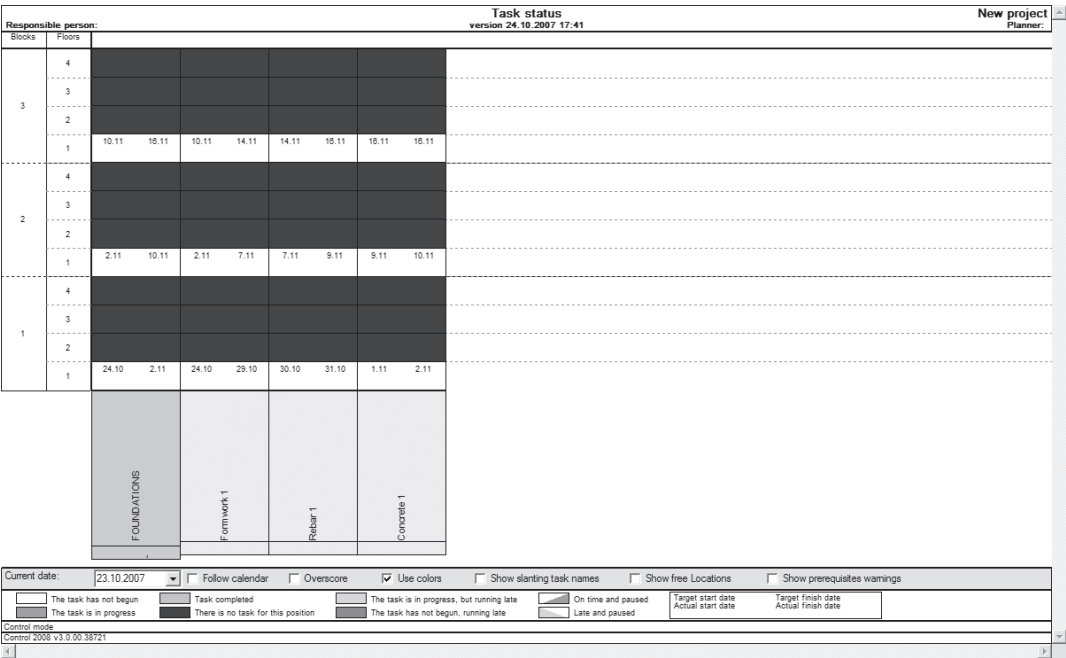 Task status New project
Responsible person: version 24.10.2007 17:41 Planner:
Blocks Floors
4
3
3
2
10.11 16.11 10.11 14.11 14.11 16.11 16.11 16.11
1
4
3
2
2
2.11 10.11 2.11 7.11 7.11 9.11 9.11 10.11
1
4
3
1
2
24.10 2.11 24.10 29.10 30.10 31.10 1.11 2.11
1
FOUNDATIONS
Formwork 1
Rebar 1
Concrete 1
Current date: 23.10.2007 Follow calendar Overscore Use colors Show slanting task names Show free Locations Show prerequisites warnings
The task has not begun Task completed The task is in progress, but running late On time and paused Target start date Target finish date
The task is in progress There is no task for this position The task has not begun, running late Late and paused Actual start date Actual finish date
Control mode
Control 2008 v3.0.00.38721